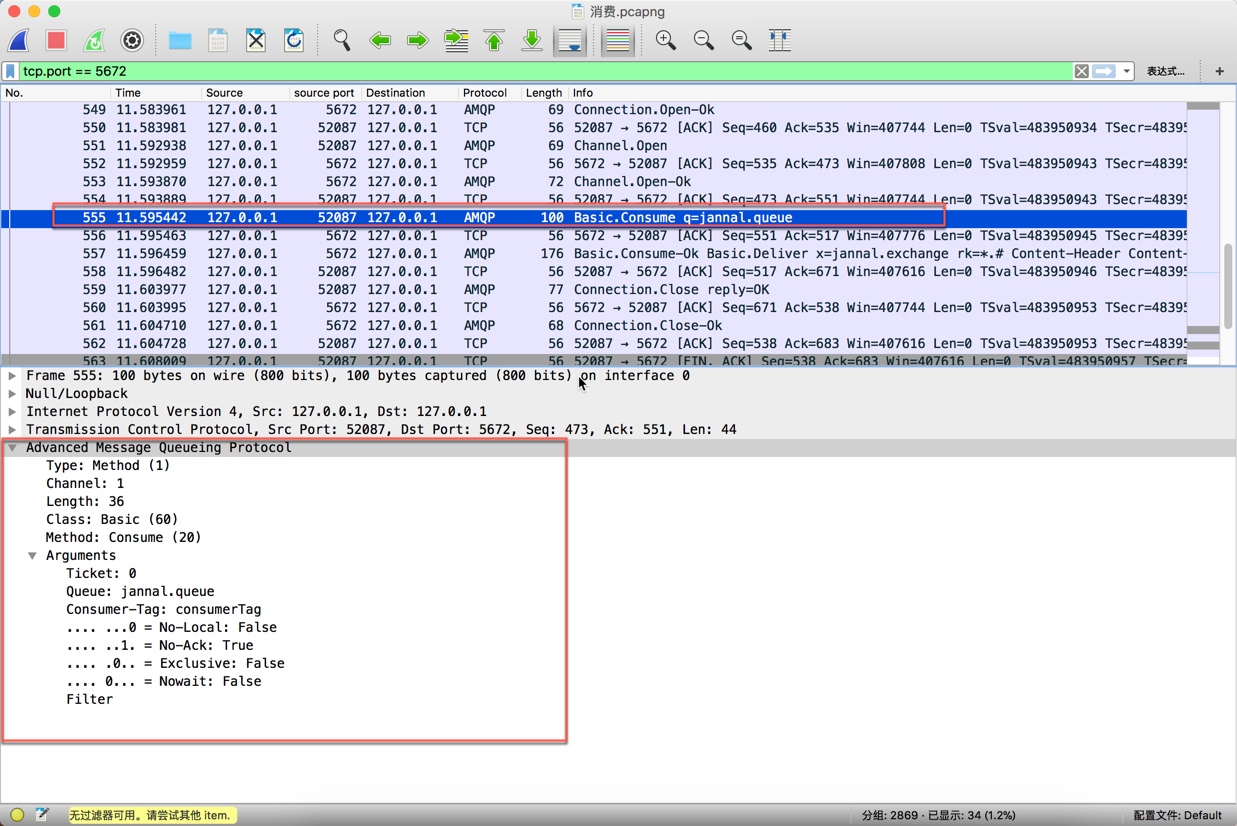 消费.pcapng
tcp.port == 5672 表达式... +
No. Time Source source port Destination Protocol Length Info
549 11.583961 127.0.0.1 5672 127.0.0.1 AMQP 69 Connection.Open-Ok
550 11.583981 127.0.0.1 52087 127.0.0.1 TCP 56 52087 → 5672 [ACK] Seq=460 Ack=535 Win=407744 Len=0 TSval=483950934 TSecr=48395
551 11.592938 127.0.0.1 52087 127.0.0.1 AMQP 69 Channel.Open
552 11.592959 127.0.0.1 5672 127.0.0.1 TCP 56 5672 → 52087 [ACK] Seq=535 Ack=473 Win=407808 Len=0 TSval=483950943 TSecr=48395
553 11.593870 127.0.0.1 5672 127.0.0.1 AMQP 72 Channel.Open-Ok
554 11.593889 127.0.0.1 52087 127.0.0.1 TCP 56 52087 → 5672 [ACK] Seq=473 Ack=551 Win=407744 Len=0 TSval=483950943 TSecr=48395
555 11.595442 127.0.0.1 52087 127.0.0.1 AMQP 100 Basic.Consume q=jannal.queue
556 11.595463 127.0.0.1 5672 127.0.0.1 TCP 56 5672 → 52087 [ACK] Seq=551 Ack=517 Win=407776 Len=0 TSval=483950945 TSecr=48395
557 11.596459 127.0.0.1 5672 127.0.0.1 AMQP 176 Basic.Consume-Ok Basic.Deliver x=jannal.exchange rk=*.# Content-Header Content-
558 11.596482 127.0.0.1 52087 127.0.0.1 TCP 56 52087 → 5672 [ACK] Seq=517 Ack=671 Win=407616 Len=0 TSval=483950946 TSecr=48395
559 11.603977 127.0.0.1 52087 127.0.0.1 AMQP 77 Connection.Close reply=OK
560 11.603995 127.0.0.1 5672 127.0.0.1 TCP 56 5672 → 52087 [ACK] Seq=671 Ack=538 Win=407744 Len=0 TSval=483950953 TSecr=48395
561 11.604710 127.0.0.1 5672 127.0.0.1 AMQP 68 Connection.Close-Ok
562 11.604728 127.0.0.1 52087 127.0.0.1 TCP 56 52087 → 5672 [ACK] Seq=538 Ack=683 Win=407616 Len=0 TSval=483950953 TSecr=48395
563 11.608009 127.0.0.1 52087 127.0.0.1 TCP 56 52087 → 5672 [FIN, ACK] Seq=538 Ack=683 Win=407616 Len=0 TSval=483950957 TSecr=
Frame 555: 100 bytes on wire (800 bits), 100 bytes captured (800 bits) on interface 0
Null/Loopback
Internet Protocol Version 4, Src: 127.0.0.1, Dst: 127.0.0.1
Transmission Control Protocol, Src Port: 52087, Dst Port: 5672, Seq: 473, Ack: 551, Len: 44
Advanced Message Queueing Protocol
Type: Method (1)
Channel: 1
Length: 36
Class: Basic (60)
Method: Consume (20)
Arguments
Ticket: 0
Queue: jannal.queue
Consumer-Tag: consumerTag
.... ...0 = No-Local: False
.... ..1. = No-Ack: True
.... .0.. = Exclusive: False
.... 0... = Nowait: False
Filter
无过滤器可用。请尝试其他 item. 分组: 2869 · 已显示: 34 (1.2%) 配置文件: Default